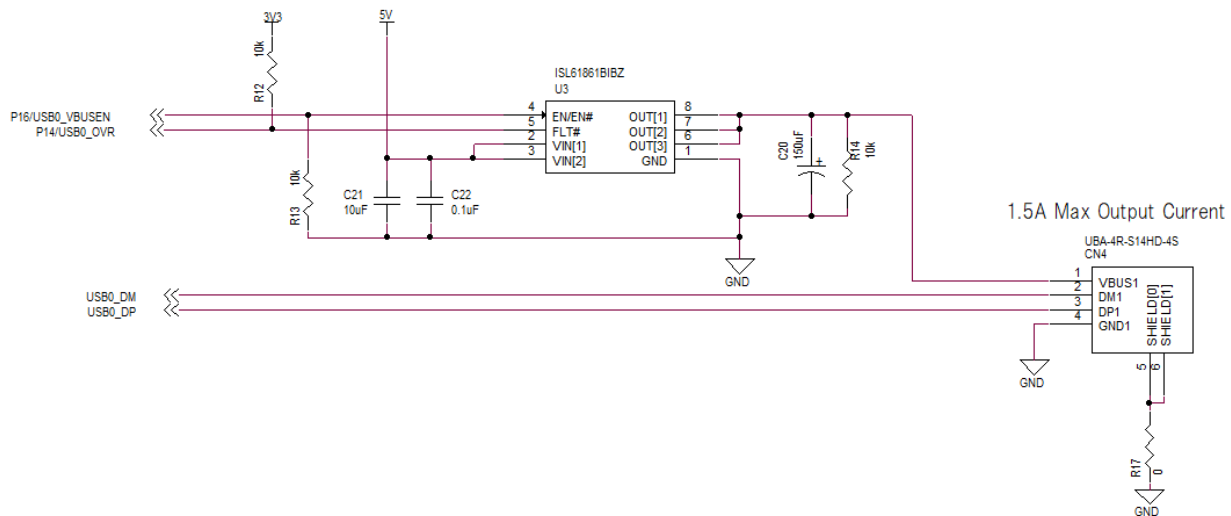 3V3
5V
10k
R12
ISL61861BIBZ
U3
P16/USB0_VBUSEN
P14/USB0_OVR
4
5
2
3
EN/EN#
FLT#
VIN[1]
VIN[2]
OUT[1]
OUT[2]
OUT[3]
GND
8
7
6
1
C20
150uF
+
R14
10k
10k
R13
C21
10uF
C22
0.1uF
GND
1.5A Max Output Current
UBA-4R-S14HD-4S
CN4
USB0_DM
USB0_DP
1
2
3
4
VBUS1
DM1
DP1
GND1
SHIELD[0]
SHIELD[1]
5
6
GND
R17
0
GND